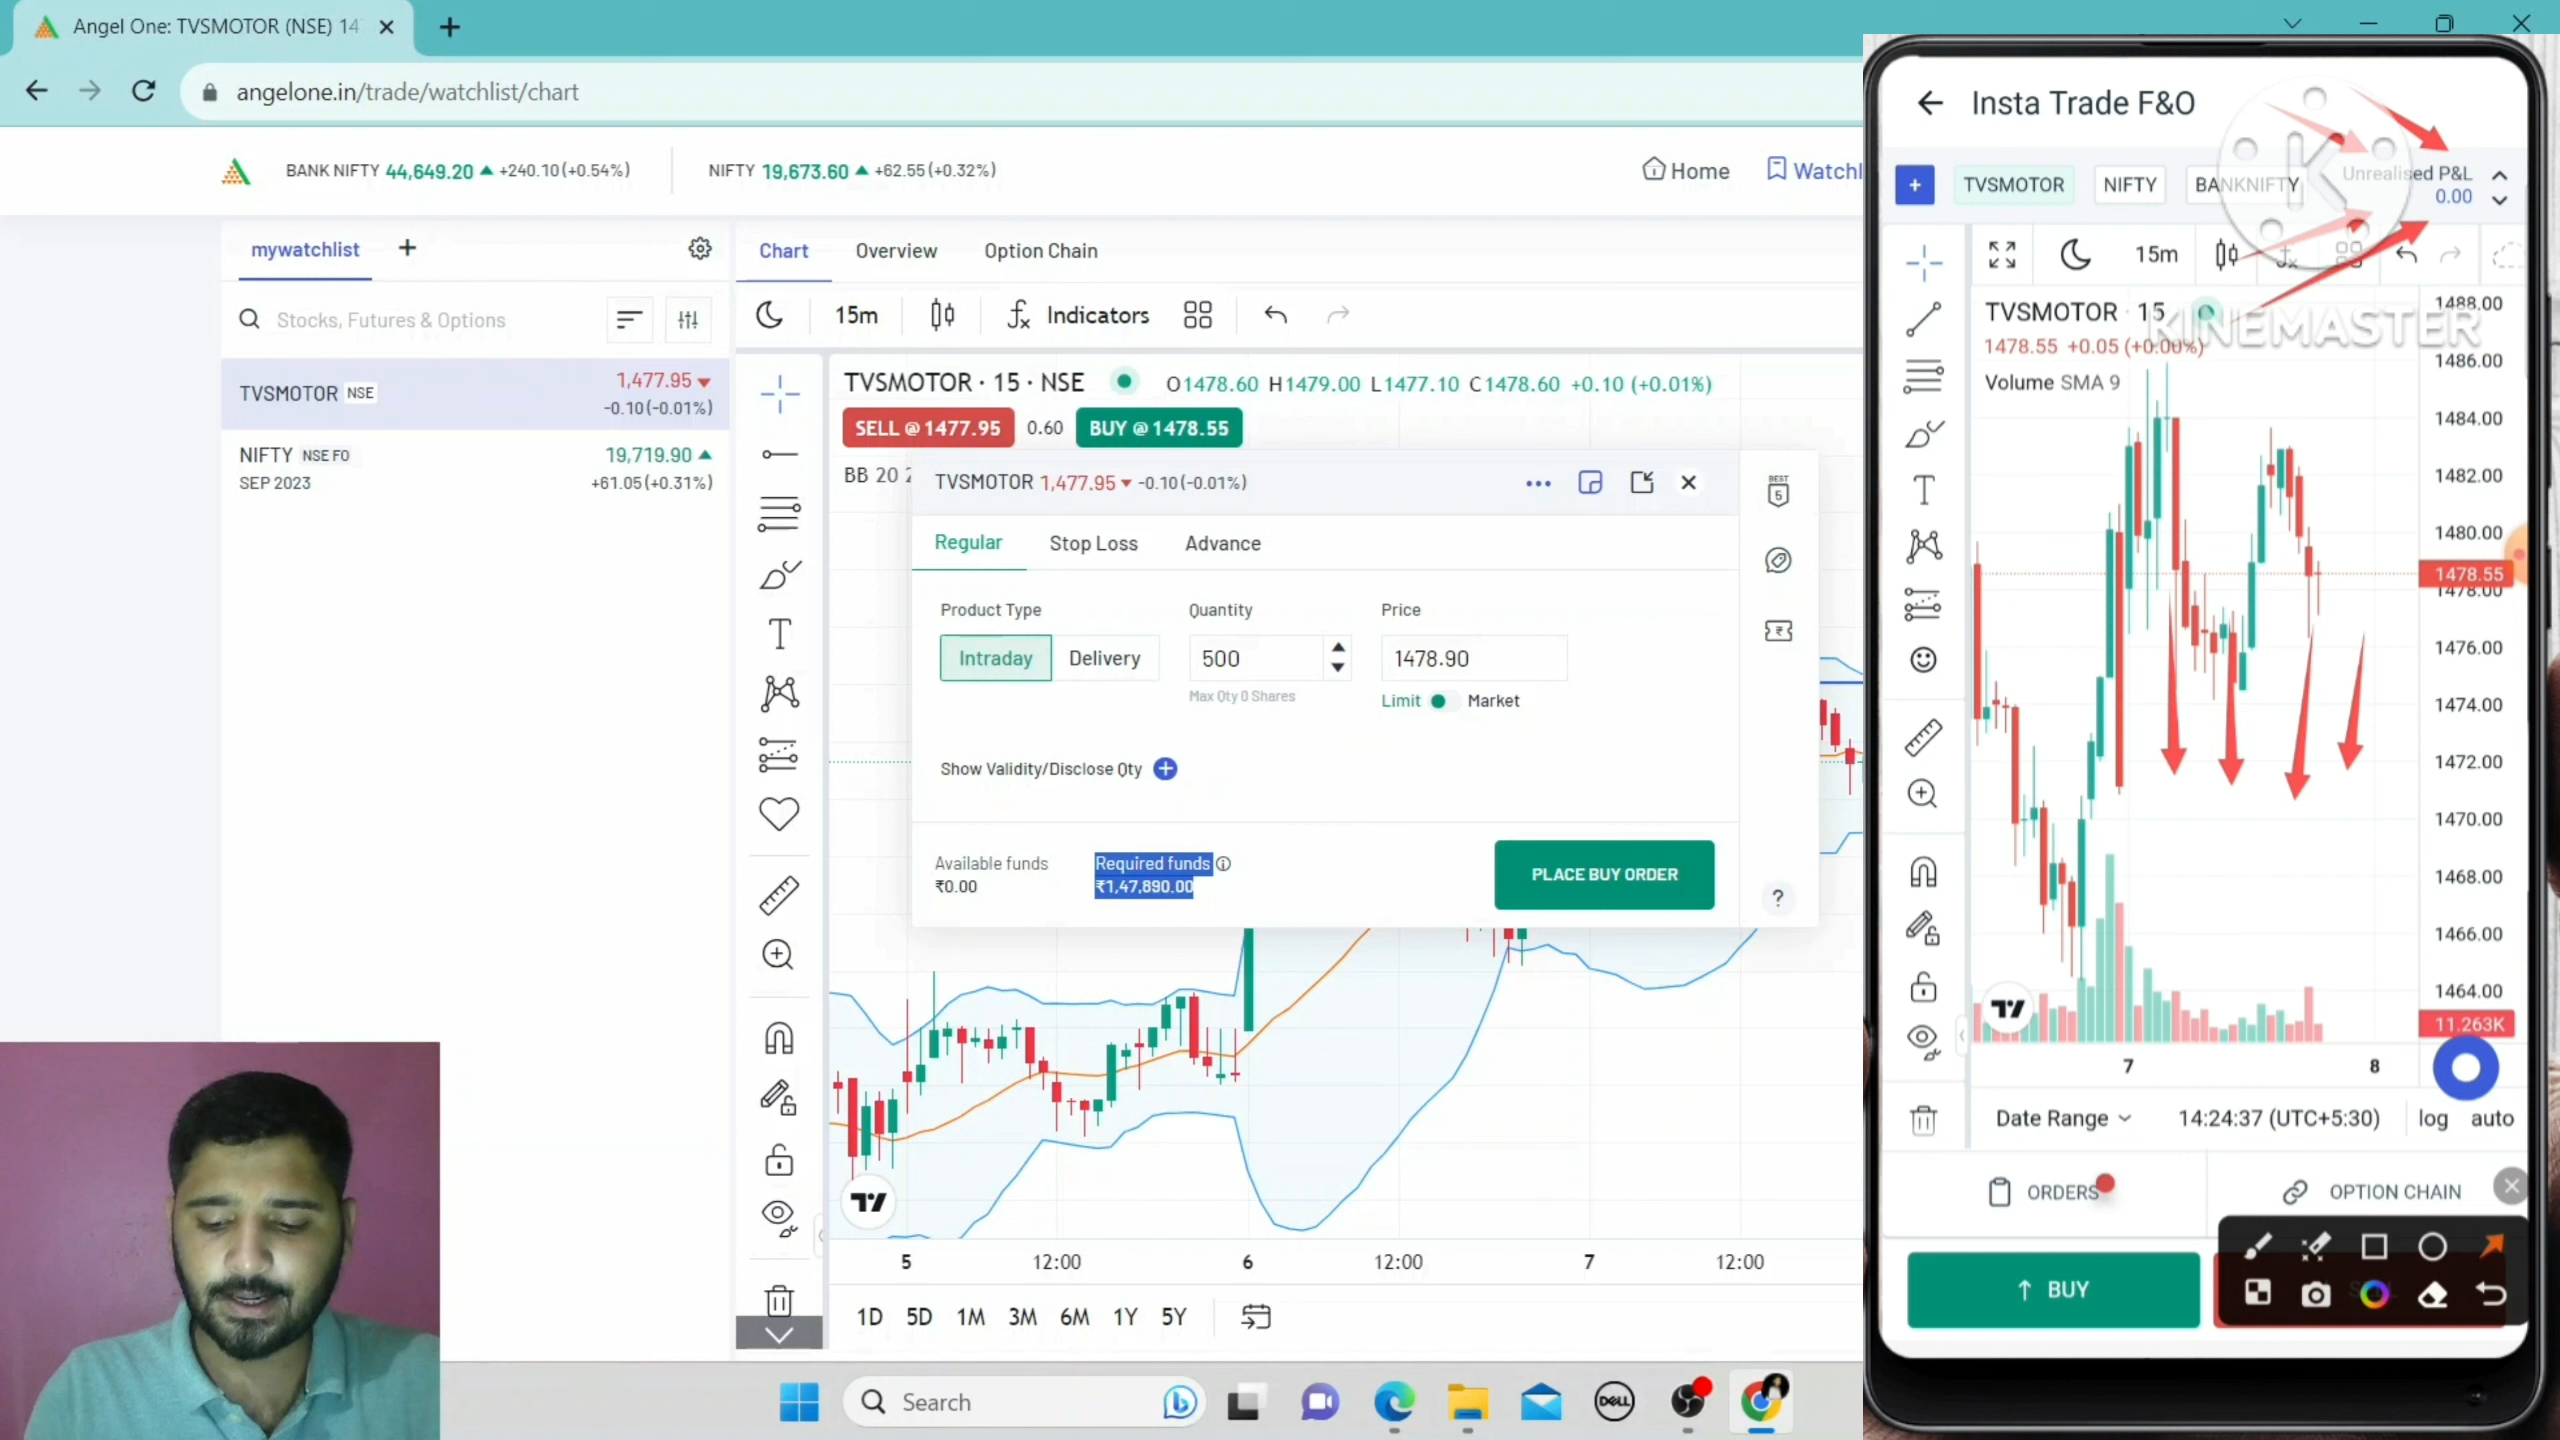 Angel One: TVSMOTOR (NSE) 14
angelone.in/trade/watchlist/chart
BANK NIFTY 44,649.20 ▲ +240.10(+0.54%)
NIFTY 19,673.60 ▲ +62.55(+0.32%)
Home
Watchl
mywatchlist +
Chart
Overview
Option Chain
Stocks, Futures & Options
15m
Indicators
TVSMOTOR NSE
1,477.95 ▼
-0.10(-0.01%)
NIFTY NSE FO
19,719.90 ▲
SEP 2023
+61.05(+0.31%)
TVSMOTOR · 15 · NSE
O1478.60 H1479.00 L1477.10 C1478.60 +0.10 (+0.01%)
SELL @ 1477.95
0.60
BUY @ 1478.55
BB 20 2
TVSMOTOR 1,477.95 ▼ -0.10(-0.01%)
BEST
5
Regular
Stop Loss
Advance
Product Type
Quantity
Price
Intraday
Delivery
500
1478.90
Max Qty 0 Shares
Limit
Market
Show Validity/Disclose Qty +
Available funds
Required funds
₹0.00
₹1,47,890.00
PLACE BUY ORDER
?
5
12:00
6
12:00
7
12:00
1D 5D 1M 3M 6M 1Y 5Y
Search
DELL
Insta Trade F&O
+
TVSMOTOR
NIFTY
BANKNIFTY
Unrealised P&L
0.00
15m
TVSMOTOR · 15
KINEMASTER
1478.55 +0.05 (+0.00%)
Volume SMA 9
1488.00
1486.00
1484.00
1482.00
1480.00
1478.55
1478.00
1476.00
1474.00
1472.00
1470.00
1468.00
1466.00
1464.00
11.263K
7
8
Date Range
14:24:37 (UTC+5:30)
log
auto
ORDERS
OPTION CHAIN
↑ BUY